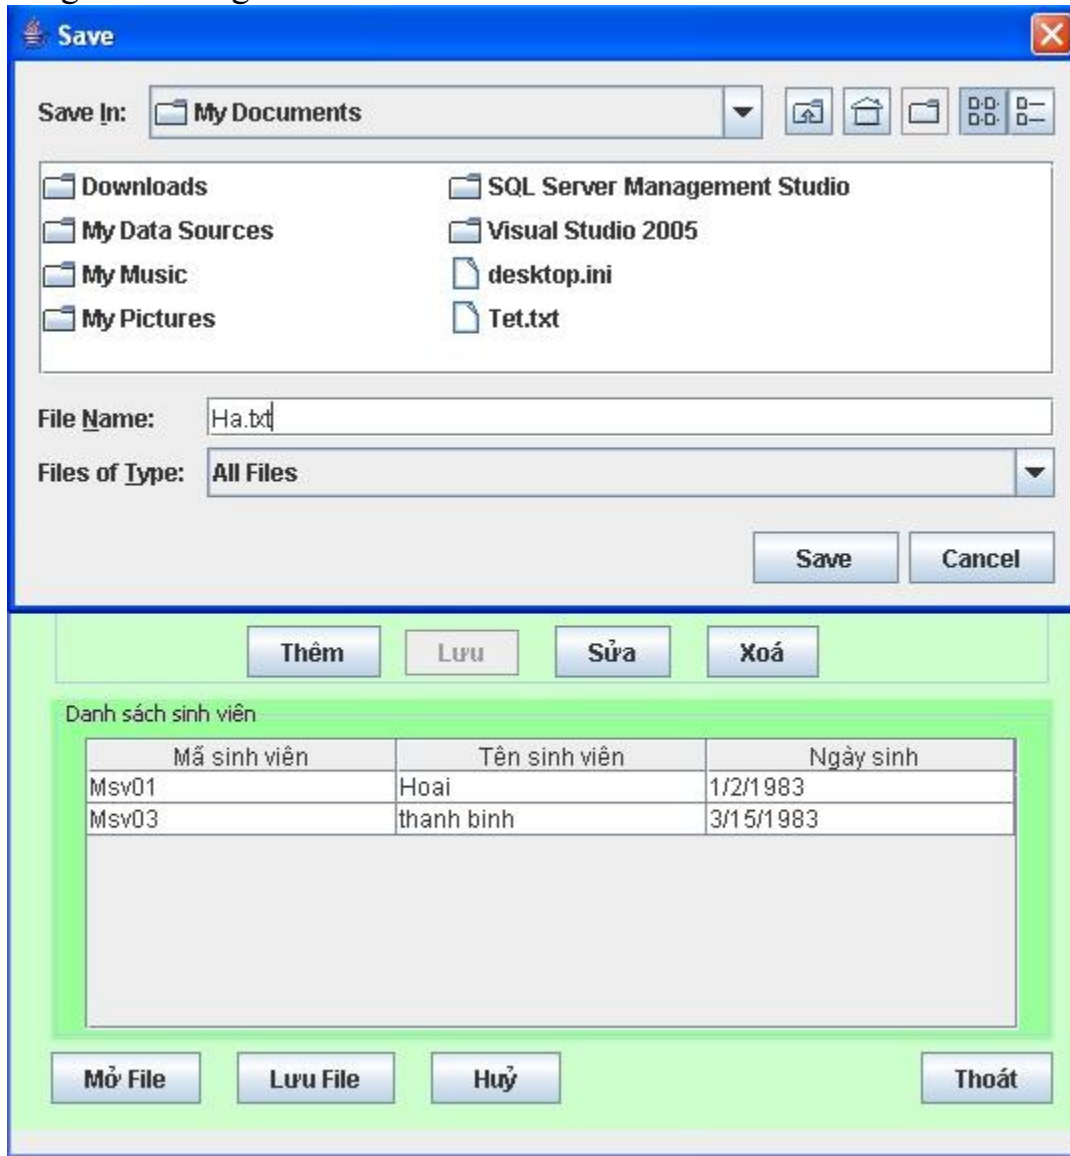 Save
Save In: My Documents
Downloads SQL Server Management Studio
My Data Sources Visual Studio 2005
My Music desktop.ini
My Pictures Tet.txt
File Name: Ha.txt
Files of Type: All Files
Save Cancel
Thêm Lưu Sửa Xoá
Danh sách sinh viên
Mã sinh viên Tên sinh viên Ngày sinh
Msv01 Hoai 1/2/1983
Msv03 thanh binh 3/15/1983
Mở File Lưu File Huỷ Thoát